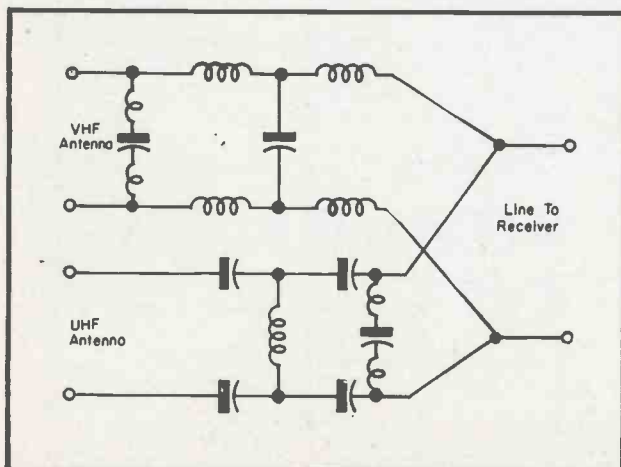 VHF
Antenna
Line To
Receiver
UHF
Antenna